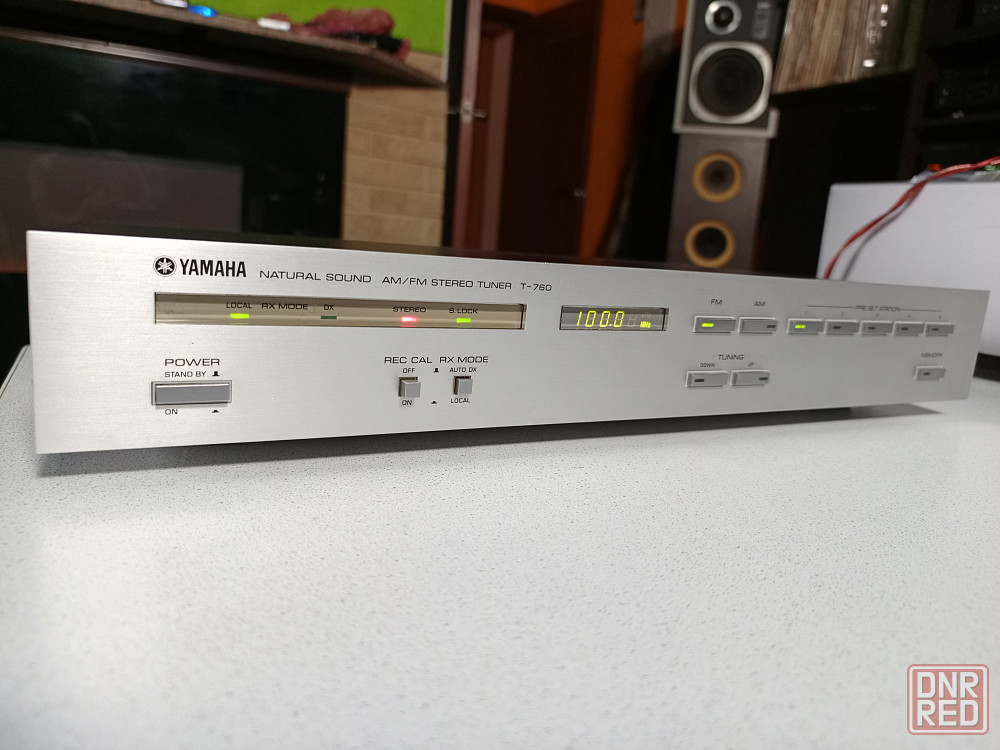 YAMAHA NATURAL SOUND AM/FM STEREO TUNER T-760
LOCAL RX MODE DX STEREO S. LOCK
100.0 MHz
FM AM PRE SET STATION
POWER
STAND BY
ON
REC CAL RX MODE
OFF AUTO DX
ON LOCAL
TUNING
DOWN UP
MEMORY
DNR
RED